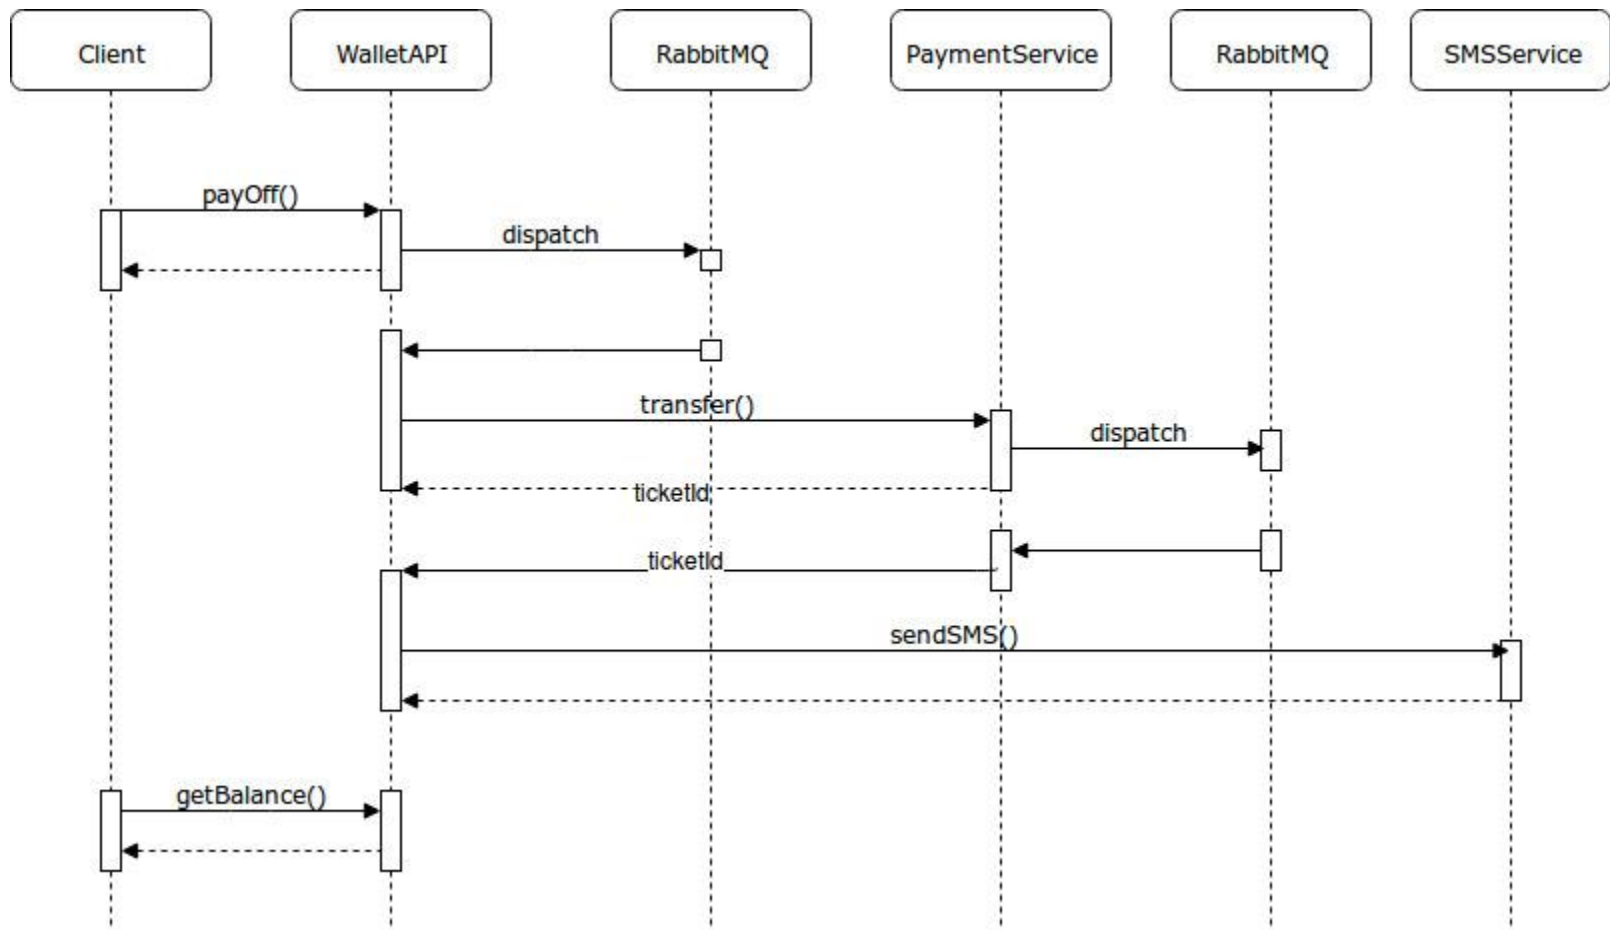 Client
WalletAPI
RabbitMQ
PaymentService
RabbitMQ
SMSService
payOff()
dispatch
transfer()
dispatch
ticketId
ticketId
sendSMS()
getBalance()